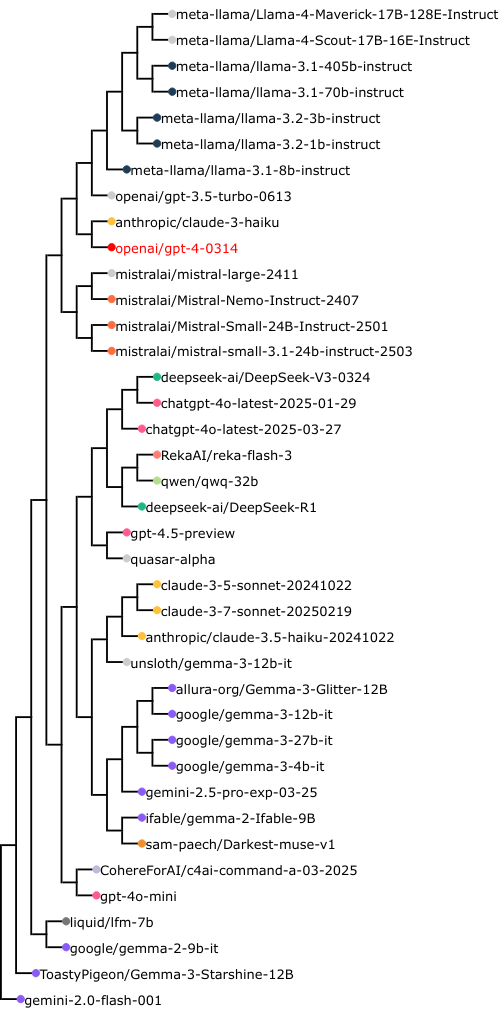 meta-llama/Llama-4-Maverick-17B-128E-Instruct
meta-llama/Llama-4-Scout-17B-16E-Instruct
meta-llama/llama-3.1-405b-instruct
meta-llama/llama-3.1-70b-instruct
meta-llama/llama-3.2-3b-instruct
meta-llama/llama-3.2-1b-instruct
meta-llama/llama-3.1-8b-instruct
openai/gpt-3.5-turbo-0613
anthropic/claude-3-haiku
openai/gpt-4-0314
mistralai/mistral-large-2411
mistralai/Mistral-Nemo-Instruct-2407
mistralai/Mistral-Small-24B-Instruct-2501
mistralai/mistral-small-3.1-24b-instruct-2503
deepseek-ai/DeepSeek-V3-0324
chatgpt-4o-latest-2025-01-29
chatgpt-4o-latest-2025-03-27
RekaAI/reka-flash-3
qwen/qwq-32b
deepseek-ai/DeepSeek-R1
gpt-4.5-preview
quasar-alpha
claude-3-5-sonnet-20241022
claude-3-7-sonnet-20250219
anthropic/claude-3.5-haiku-20241022
unsloth/gemma-3-12b-it
allura-org/Gemma-3-Glitter-12B
google/gemma-3-12b-it
google/gemma-3-27b-it
google/gemma-3-4b-it
gemini-2.5-pro-exp-03-25
ifable/gemma-2-Ifable-9B
sam-paech/Darkest-muse-v1
CohereForAI/c4ai-command-a-03-2025
gpt-4o-mini
liquid/lfm-7b
google/gemma-2-9b-it
ToastyPigeon/Gemma-3-Starshine-12B
gemini-2.0-flash-001